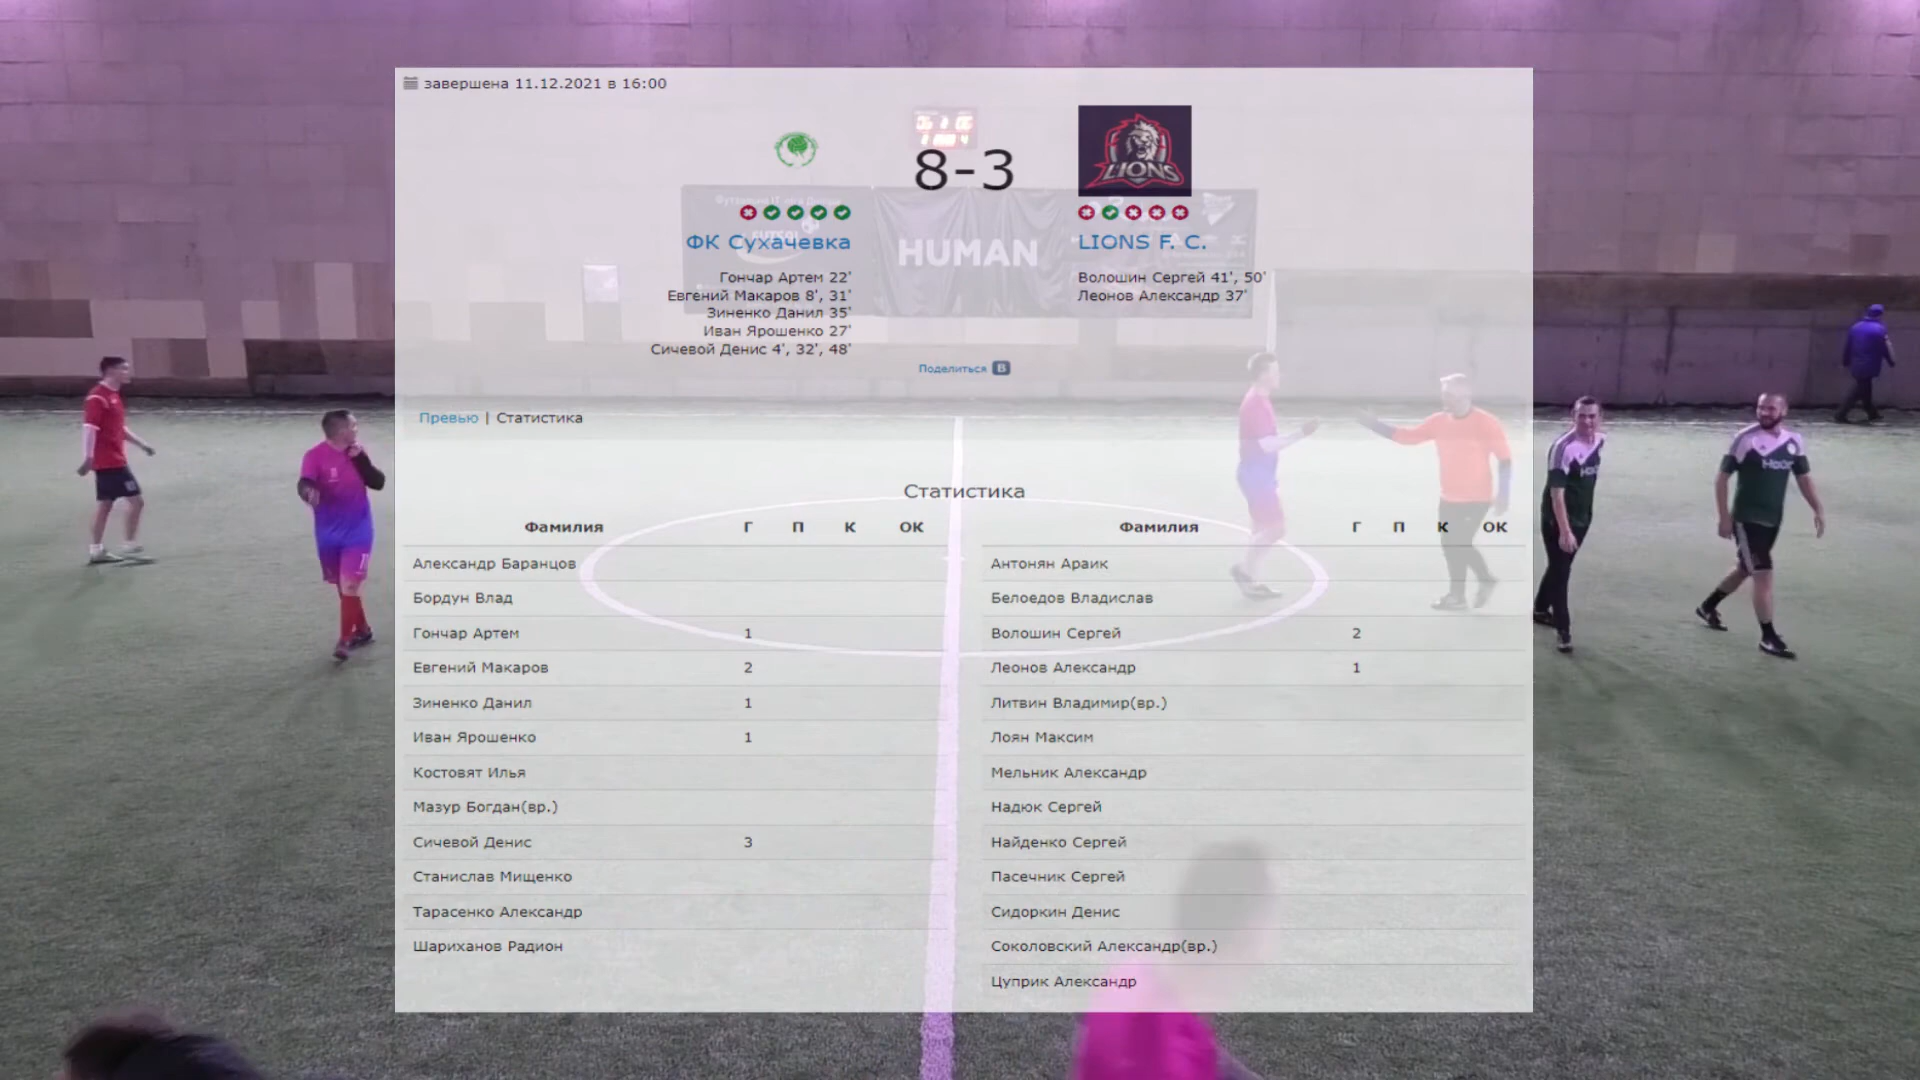 завершена 11.12.2021 в 16:00
8-3
LIONS
ФК Сухачевка
HUMAN
LIONS F. C.
Гончар Артем 22'
Евгений Макаров 8', 31'
Зиненко Данил 35'
Иван Ярошенко 27'
Сичевой Денис 4', 32', 48'
Волошин Сергей 41', 50'
Леонов Александр 37'
Поделиться B
Превью | Статистика
Статистика
Фамилия Г П К ОК
Александр Баранцов
Бордун Влад
Гончар Артем 1
Евгений Макаров 2
Зиненко Данил 1
Иван Ярошенко 1
Костовят Илья
Мазур Богдан(вр.)
Сичевой Денис 3
Станислав Мищенко
Тарасенко Александр
Шариханов Радион
Фамилия Г П К ОК
Антонян Араик
Белоедов Владислав
Волошин Сергей 2
Леонов Александр 1
Литвин Владимир(вр.)
Лоян Максим
Мельник Александр
Надюк Сергей
Найденко Сергей
Пасечник Сергей
Сидоркин Денис
Соколовский Александр(вр.)
Цуприк Александр